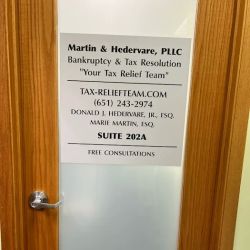 Martin & Hedervare, PLLC
Bankruptcy & Tax Resolution
"Your Tax Relief Team"
TAX-RELIEFTEAM.COM
(651) 243-2974
DONALD J. HEDERVARE, JR., ESQ.
MARIE MARTIN, ESQ.
SUITE 202A
FREE CONSULTATIONS